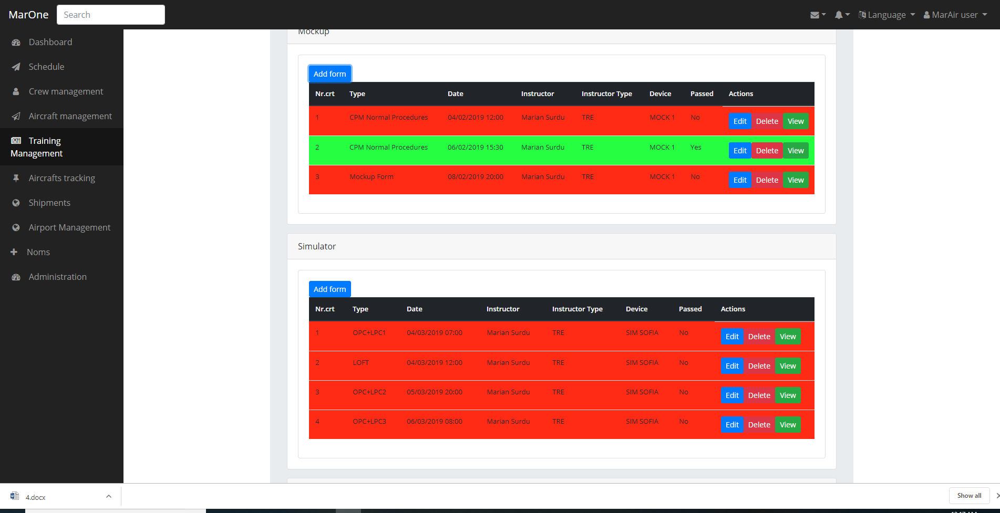 MarOne
Search
Language
MarAir user
Dashboard
Schedule
Crew management
Aircraft management
Training
Management
Aircrafts tracking
Shipments
Airport Management
Noms
Administration
Mockup
Add form
Nr.crt Type Date Instructor Instructor Type Device Passed Actions
1 CPM Normal Procedures 04/02/2019 12:00 Marian Surdu TRE MOCK 1 No Edit Delete View
2 CPM Normal Procedures 06/02/2019 15:30 Marian Surdu TRE MOCK 1 Yes Edit Delete View
3 Mockup Form 08/02/2019 20:00 Marian Surdu TRE MOCK 1 No Edit Delete View
Simulator
Add form
Nr.crt Type Date Instructor Instructor Type Device Passed Actions
1 OPC+LPC1 04/03/2019 07:00 Marian Surdu TRE SIM SOFIA No Edit Delete View
2 LOFT 04/03/2019 12:00 Marian Surdu TRE SIM SOFIA No Edit Delete View
3 OPC+LPC2 05/03/2019 20:00 Marian Surdu TRE SIM SOFIA No Edit Delete View
4 OPC+LPC3 06/03/2019 08:00 Marian Surdu TRE SIM SOFIA No Edit Delete View
4.docx
Show all